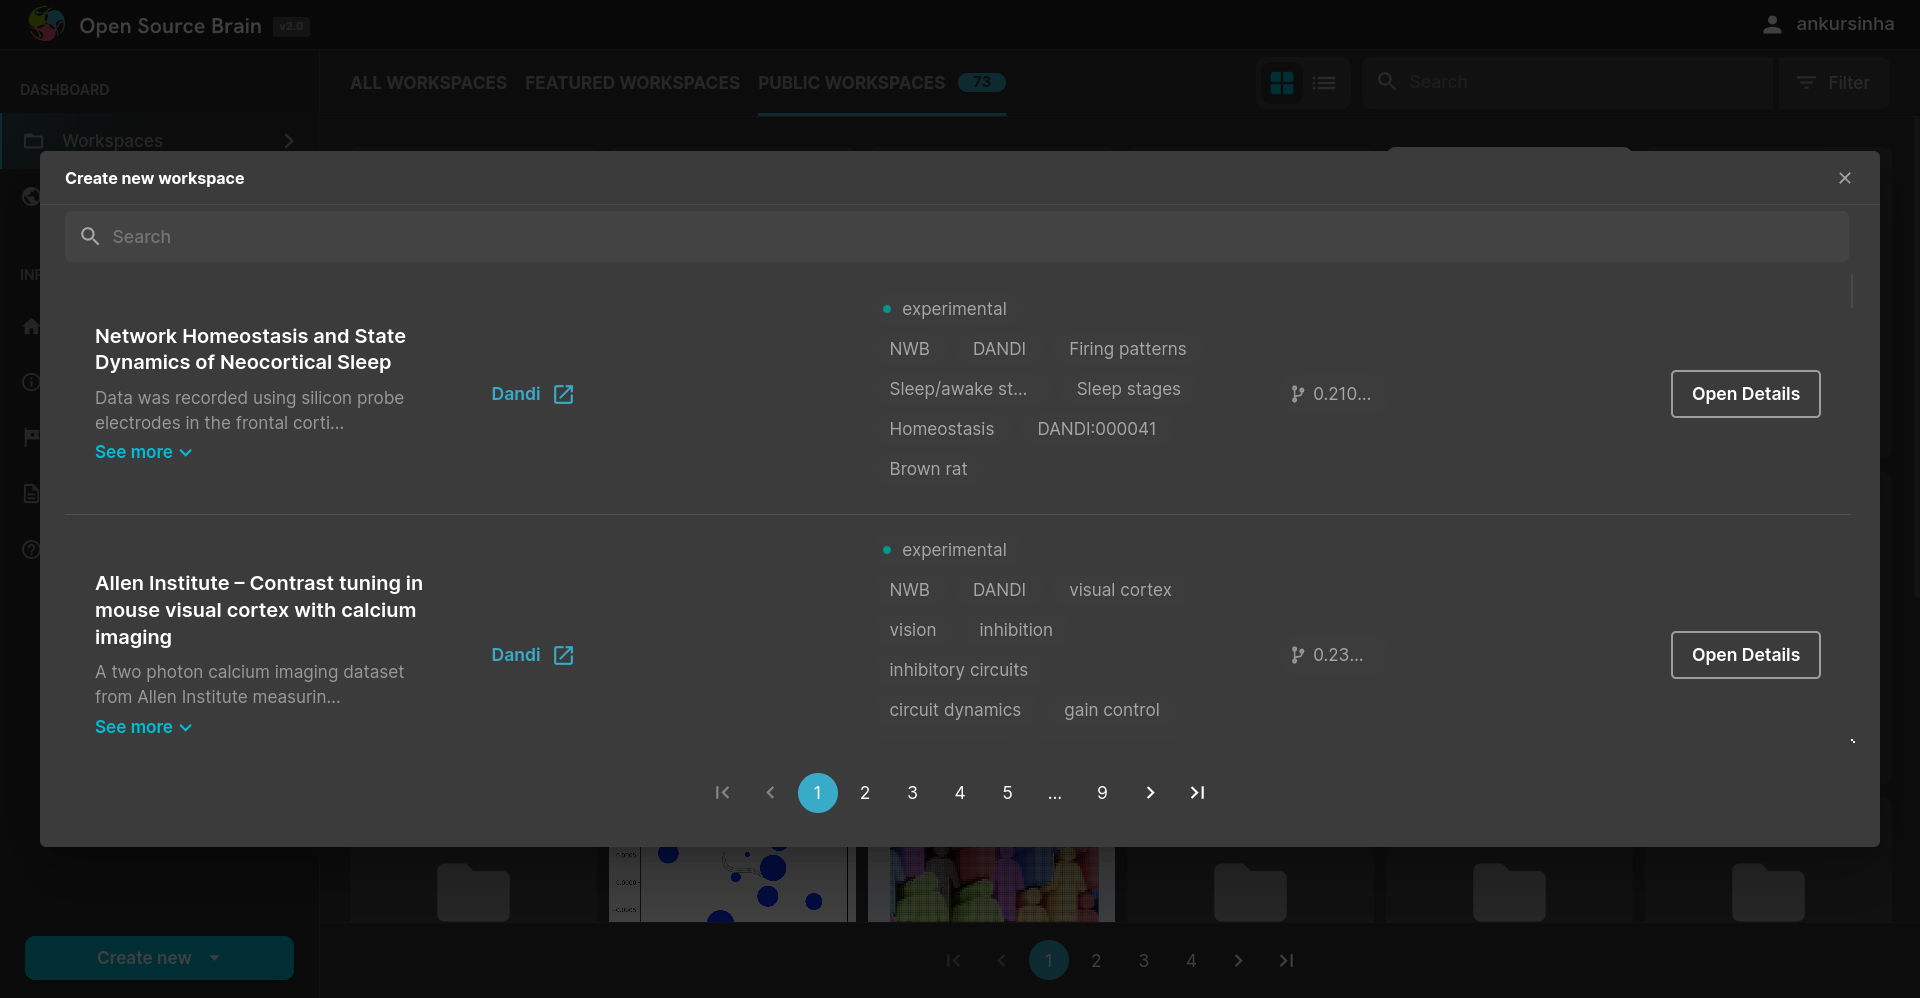 Open Source Brain v2.0
ankursinha
DASHBOARD
ALL WORKSPACES FEATURED WORKSPACES PUBLIC WORKSPACES 73
Search
Filter
Workspaces
Create new workspace
Search
Network Homeostasis and State
Dynamics of Neocortical Sleep
Data was recorded using silicon probe
electrodes in the frontal corti...
See more
Dandi
experimental
NWB DANDI Firing patterns
Sleep/awake st... Sleep stages
Homeostasis DANDI:000041
Brown rat
0.210...
Open Details
Allen Institute – Contrast tuning in
mouse visual cortex with calcium
imaging
A two photon calcium imaging dataset
from Allen Institute measurin...
See more
Dandi
experimental
NWB DANDI visual cortex
vision inhibition
inhibitory circuits
circuit dynamics gain control
0.23...
Open Details
1 2 3 4 5 ... 9
Create new
1 2 3 4